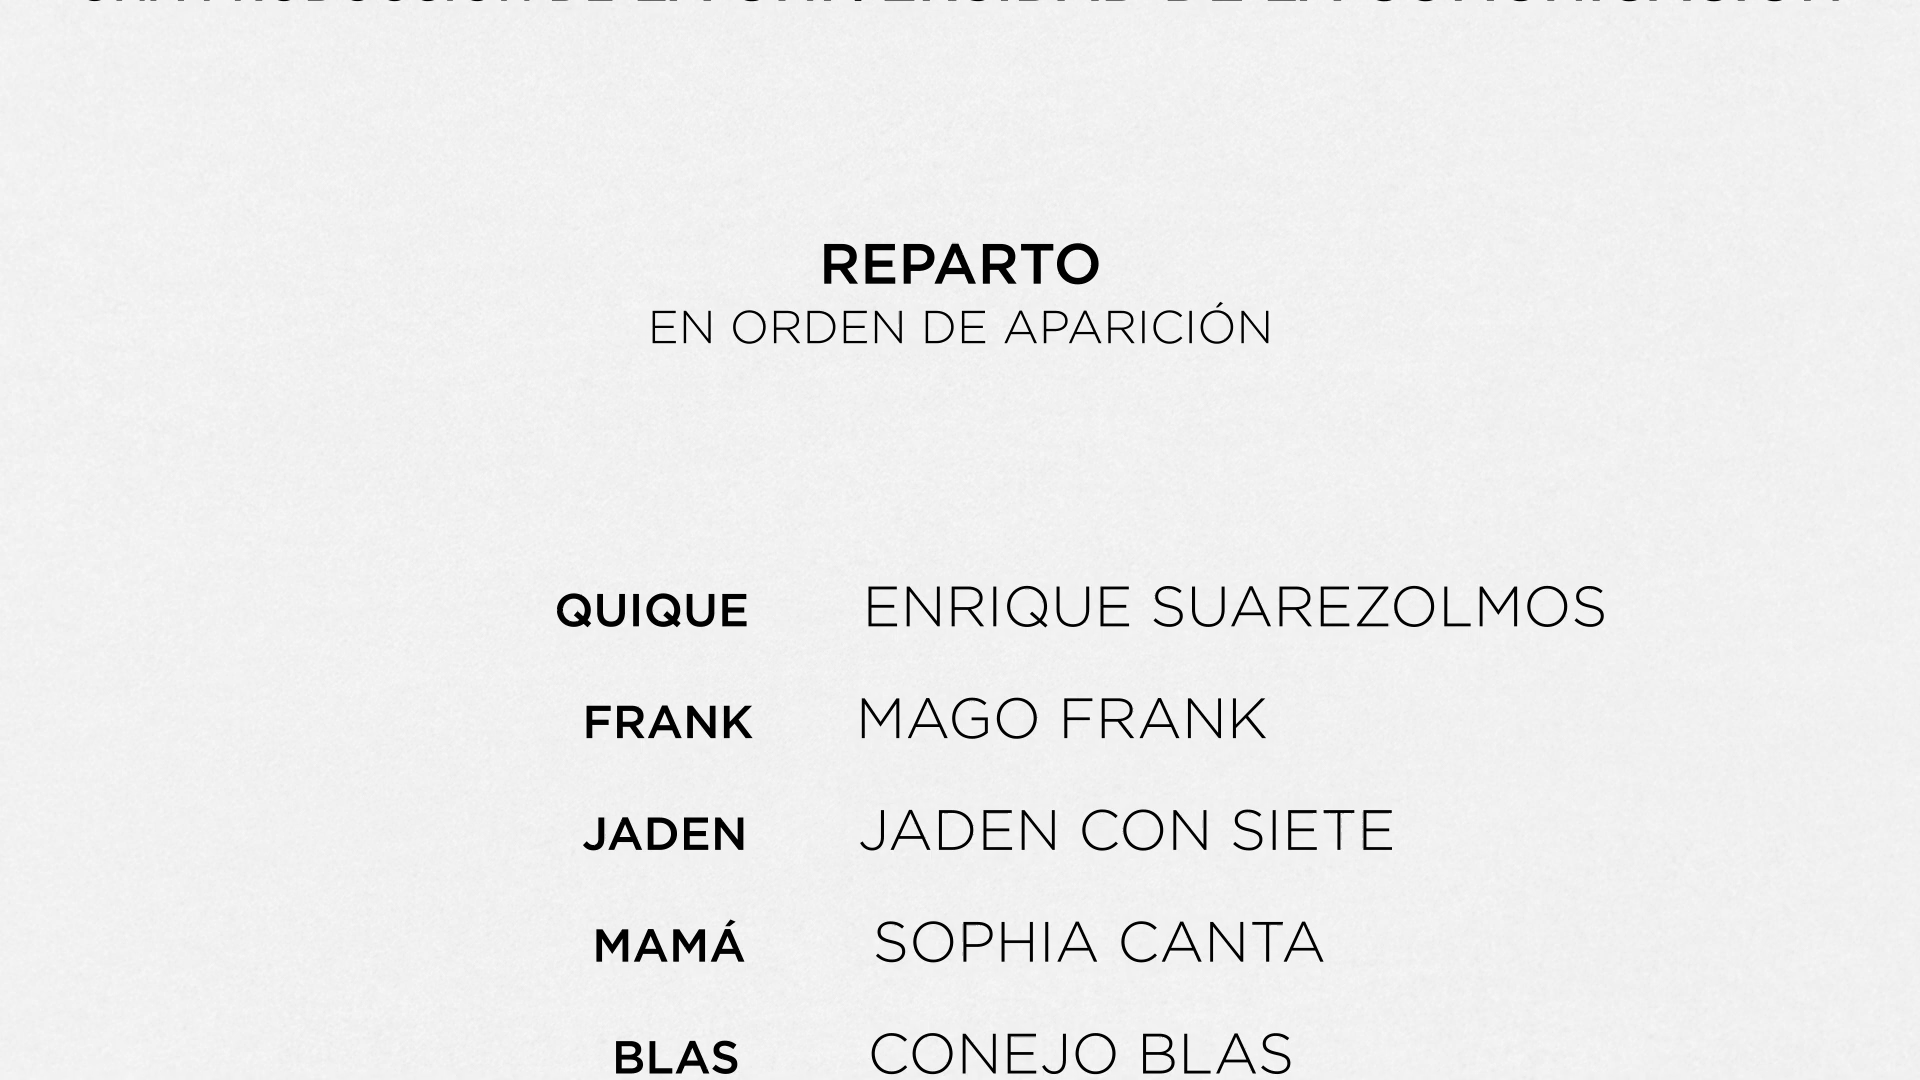 REPARTO
EN ORDEN DE APARICIÓN
QUIQUE ENRIQUE SUAREZOLMOS
FRANK MAGO FRANK
JADEN JADEN CON SIETE
MAMÁ SOPHIA CANTA
BLAS CONEJO BLAS